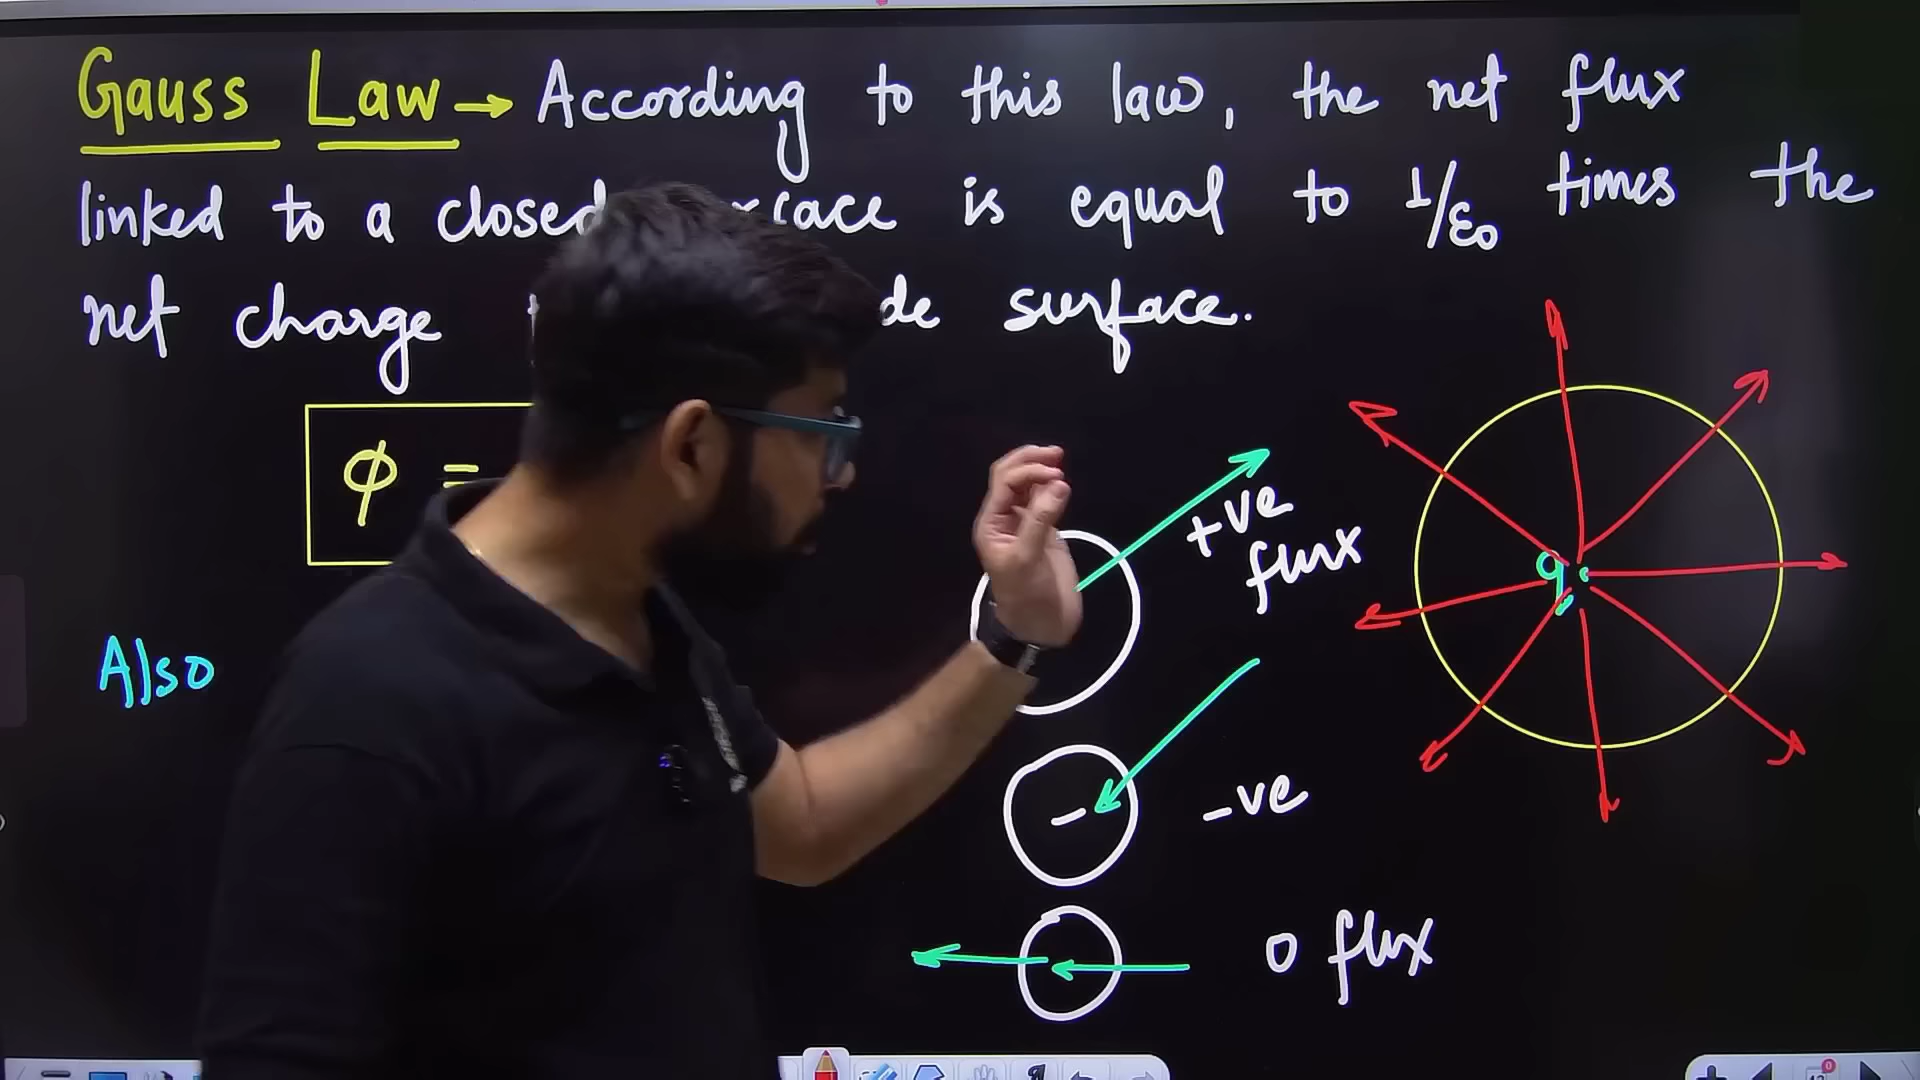 Gauss Law → According to this law, the net flux
linked to a closed surface is equal to 1/ε0 times the
net charge de surface.
φ =
+ve
flux
q
Also
-
-ve
0 flux